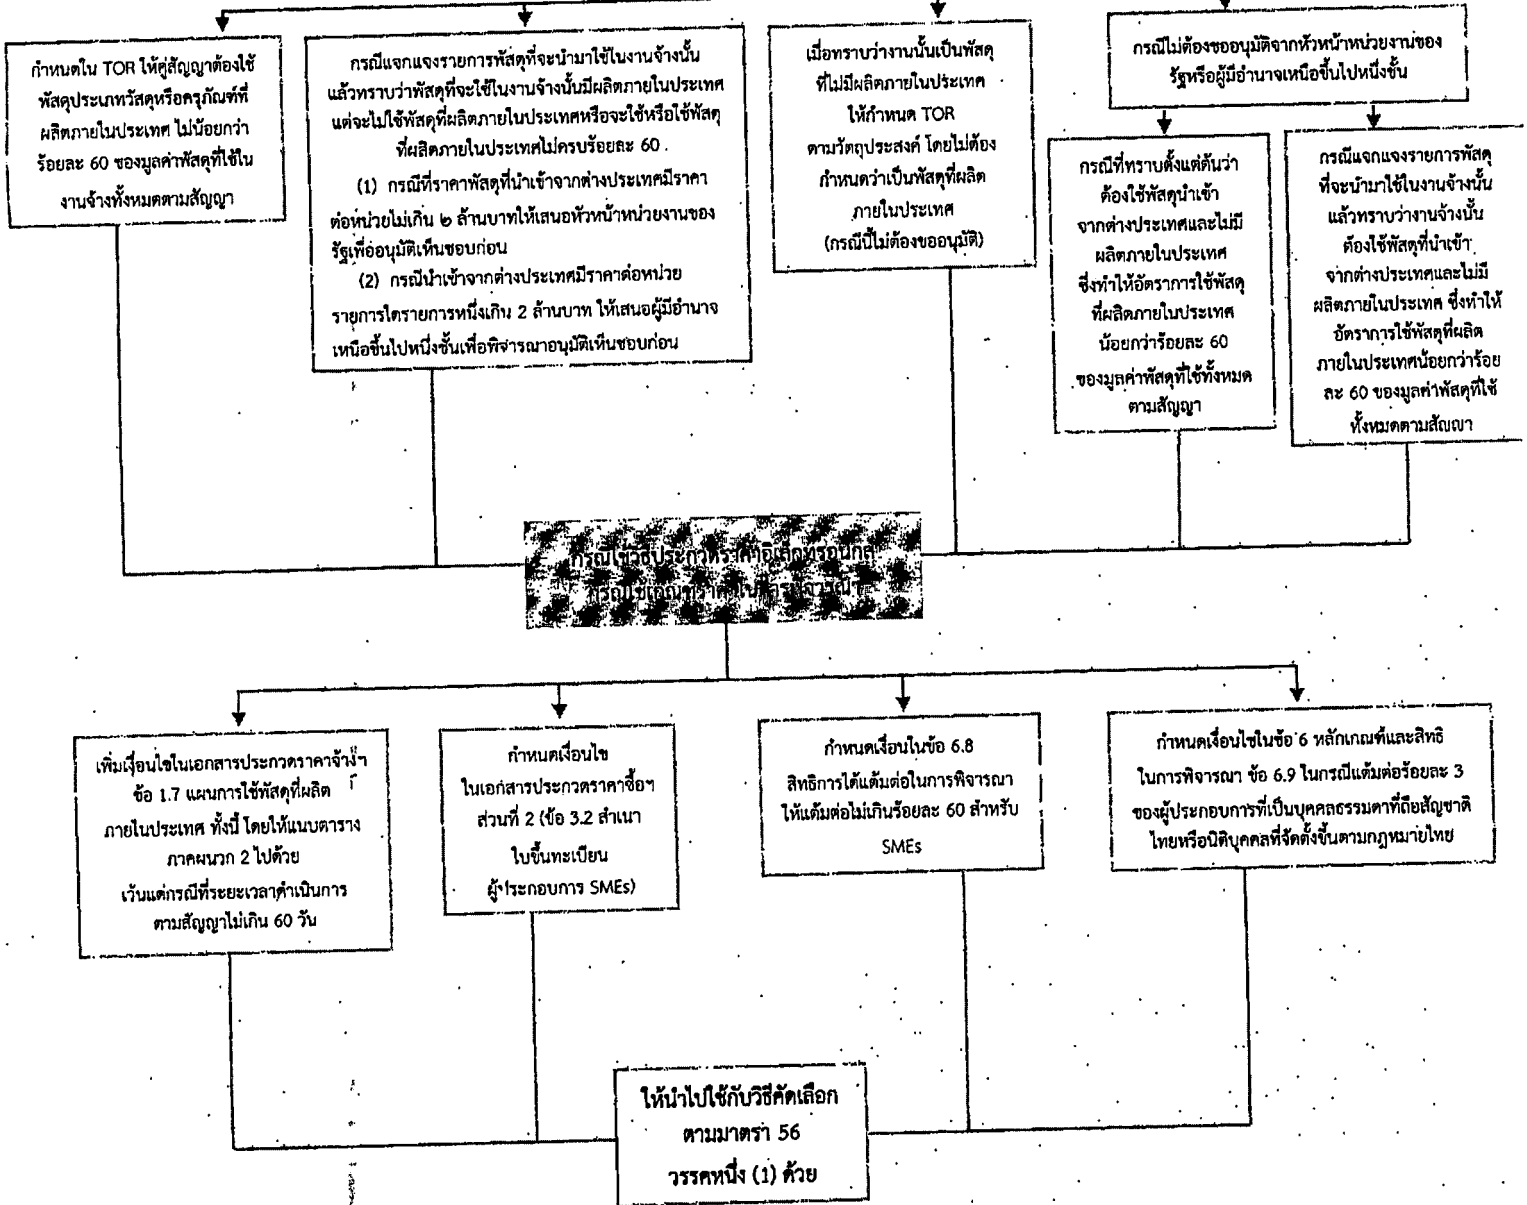 กำหนดใน TOR ให้คู่สัญญาต้องใช้
พัสดุประเภทวัสดุหรือครุภัณฑ์ที่
ผลิตภายในประเทศ ไม่น้อยกว่า
ร้อยละ 60 ของมูลค่าพัสดุที่ใช้ใน
งานจ้างทั้งหมดตามสัญญา
กรณีแจกแจงรายการพัสดุที่จะนำมาใช้ในงานจ้างนั้น
แล้วทราบว่าพัสดุที่จะใช้ในงานจ้างนั้นมีผลิตภายในประเทศ
แต่จะไม่ใช้พัสดุที่ผลิตภายในประเทศหรือจะใช้หรือใช้พัสดุ
ที่ผลิตภายในประเทศไม่ครบร้อยละ 60
(1) กรณีที่ราคาพัสดุที่นำเข้าจากต่างประเทศมีราคา
ต่อหน่วยไม่เกิน ๒ ล้านบาทให้เสนอหัวหน้าหน่วยงานของ
รัฐเพื่ออนุมัติเห็นชอบก่อน
(2) กรณีนำเข้าจากต่างประเทศมีราคาต่อหน่วย
รายการใดรายการหนึ่งเกิน 2 ล้านบาท ให้เสนอผู้มีอำนาจ
เหนือขึ้นไปหนึ่งชั้นเพื่อพิจารณาอนุมัติเห็นชอบก่อน
เมื่อทราบว่างานนั้นเป็นพัสดุ
ที่ไม่มีผลิตภายในประเทศ
ให้กำหนด TOR
ตามวัตถุประสงค์ โดยไม่ต้อง
กำหนดว่าเป็นพัสดุที่ผลิต
ภายในประเทศ
(กรณีนี้ไม่ต้องขออนุมัติ)
กรณีไม่ต้องขออนุมัติจากหัวหน้าหน่วยงานของ
รัฐหรือผู้มีอำนาจเหนือขึ้นไปหนึ่งชั้น
กรณีที่ทราบตั้งแต่ต้นว่า
ต้องใช้พัสดุนำเข้า
จากต่างประเทศและไม่มี
ผลิตภายในประเทศ
ซึ่งทำให้อัตราการใช้พัสดุ
ที่ผลิตภายในประเทศ
น้อยกว่าร้อยละ 60
ของมูลค่าพัสดุที่ใช้ทั้งหมด
ตามสัญญา
กรณีแจกแจงรายการพัสดุ
ที่จะนำมาใช้ในงานจ้างนั้น
แล้วทราบว่างานจ้างนั้น
ต้องใช้พัสดุที่นำเข้า
จากต่างประเทศและไม่มี
ผลิตภายในประเทศ ซึ่งทำให้
อัตราการใช้พัสดุที่ผลิต
ภายในประเทศน้อยกว่าร้อย
ละ 60 ของมูลค่าพัสดุที่ใช้
ทั้งหมดตามสัญญา
กรณีใช้วิธีประกวดราคาอิเล็กทรอนิกส์
กรณีใช้เกณฑ์ราคาในการพิจารณา
เพิ่มเงื่อนไขในเอกสารประกวดราคาจ้างฯ
ข้อ 1.7 แผนการใช้พัสดุที่ผลิต
ภายในประเทศ ทั้งนี้ โดยให้แนบตาราง
ภาคผนวก 2 ไปด้วย
เว้นแต่กรณีที่ระยะเวลาดำเนินการ
ตามสัญญาไม่เกิน 60 วัน
กำหนดเงื่อนไข
ในเอกสารประกวดราคาซื้อฯ
ส่วนที่ 2 (ข้อ 3.2 สำเนา
ใบขึ้นทะเบียน
ผู้ประกอบการ SMEs)
กำหนดเงื่อนในข้อ 6.8
สิทธิการได้แต้มต่อในการพิจารณา
ให้แต้มต่อไม่เกินร้อยละ 60 สำหรับ
SMEs
กำหนดเงื่อนไขในข้อ 6 หลักเกณฑ์และสิทธิ
ในการพิจารณา ข้อ 6.9 ในกรณีแต้มต่อร้อยละ 3
ของผู้ประกอบการที่เป็นบุคคลธรรมดาที่ถือสัญชาติ
ไทยหรือนิติบุคคลที่จัดตั้งขึ้นตามกฎหมายไทย
ให้นำไปใช้กับวิธีคัดเลือก
ตามมาตรา 56
วรรคหนึ่ง (1) ด้วย